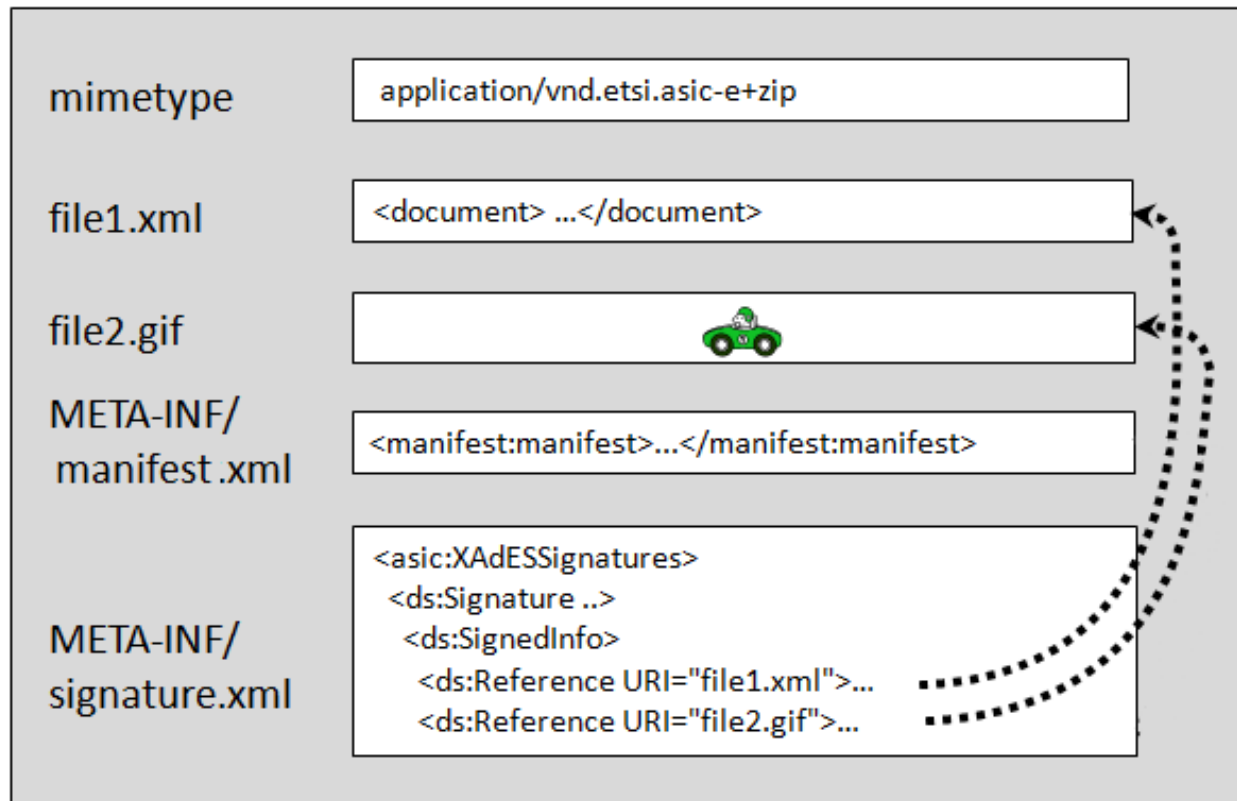 mimetype
application/vnd.etsi.asic-e+zip
file1.xml
<document> ...</document>
file2.gif
META-INF/
manifest.xml
<manifest:manifest>...</manifest:manifest>
META-INF/
signature.xml
<asic:XAdESSignatures>
<ds:Signature ..>
<ds:SignedInfo>
<ds:Reference URI="file1.xml">...
<ds:Reference URI="file2.gif">...